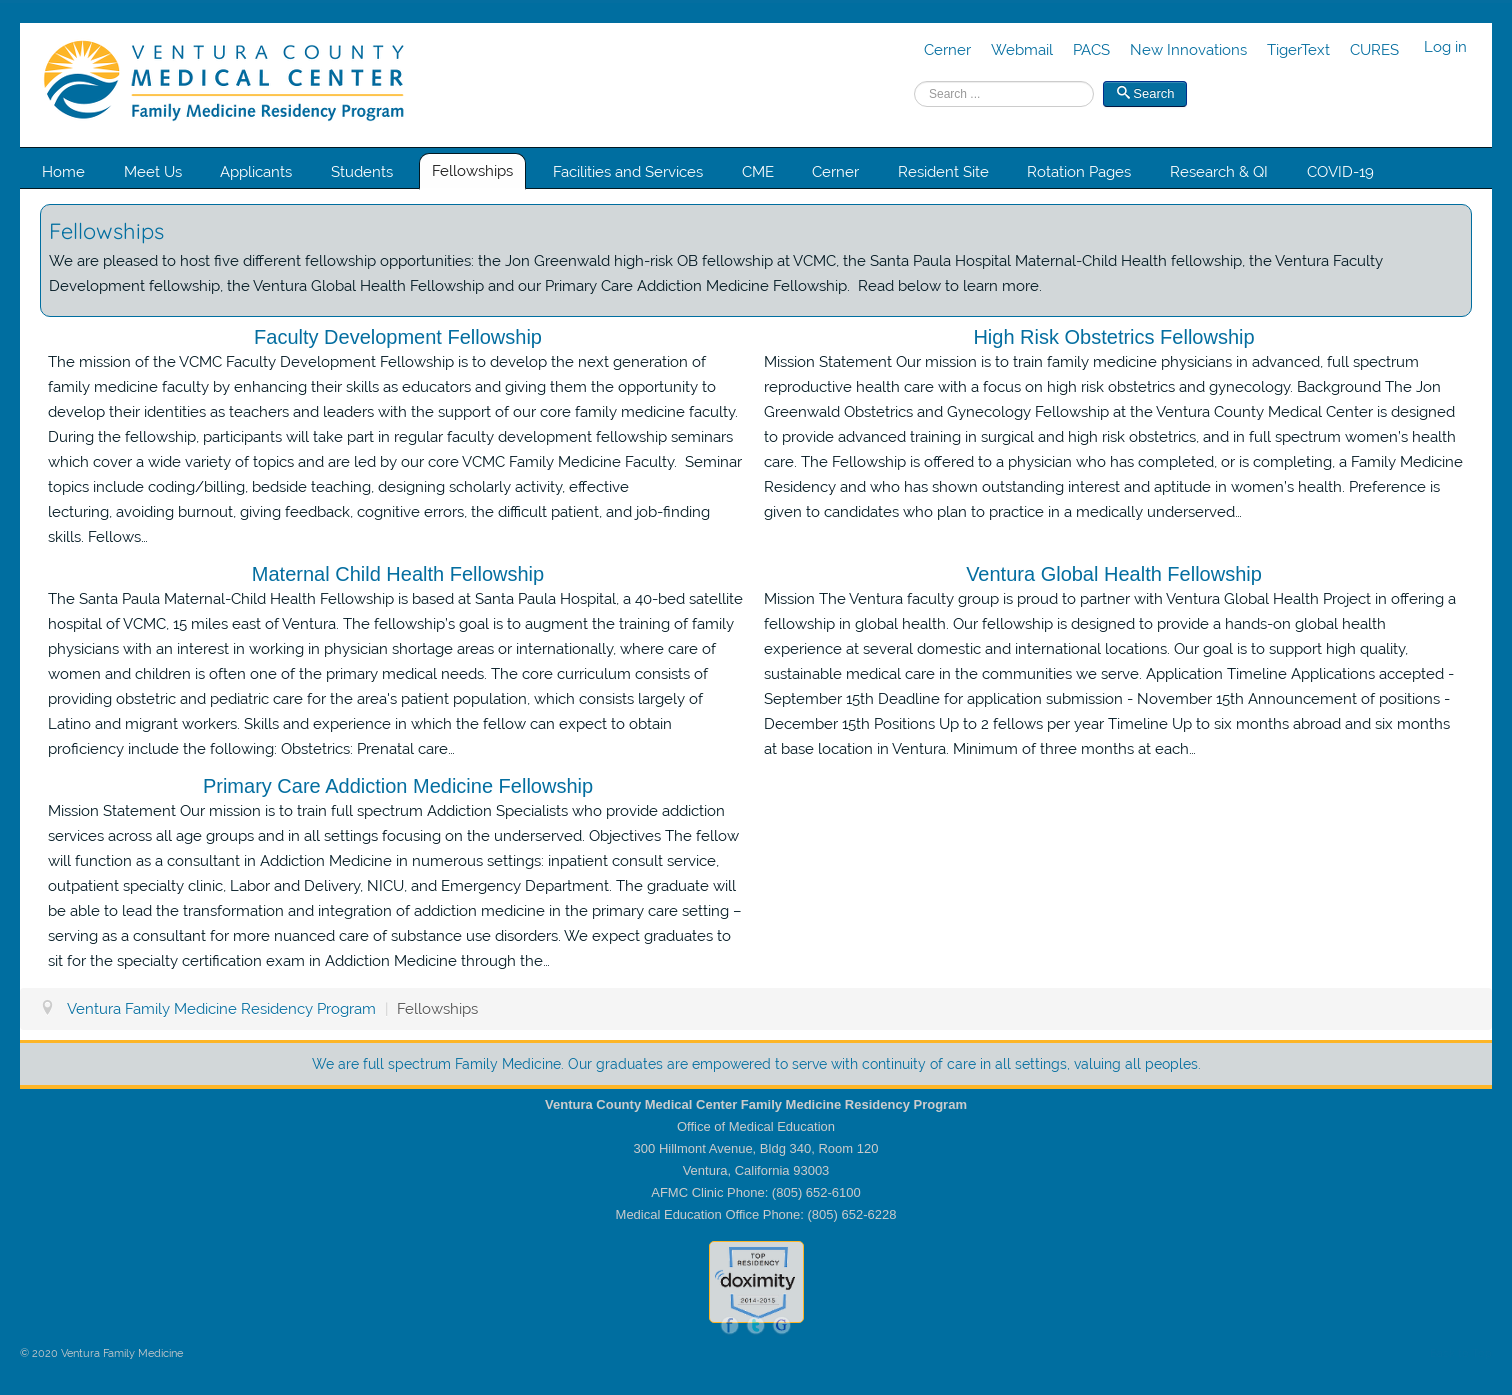 VENTURA COUNTY
MEDICAL CENTER
Family Medicine Residency Program
Cerner Webmail PACS New Innovations TigerText CURES Log in
Search ... Search
Home Meet Us Applicants Students Fellowships Facilities and Services CME Cerner Resident Site Rotation Pages Research & QI COVID-19
Fellowships
We are pleased to host five different fellowship opportunities: the Jon Greenwald high-risk OB fellowship at VCMC, the Santa Paula Hospital Maternal-Child Health fellowship, the Ventura Faculty
Development fellowship, the Ventura Global Health Fellowship and our Primary Care Addiction Medicine Fellowship.  Read below to learn more.
Faculty Development Fellowship
The mission of the VCMC Faculty Development Fellowship is to develop the next generation of
family medicine faculty by enhancing their skills as educators and giving them the opportunity to
develop their identities as teachers and leaders with the support of our core family medicine faculty.
During the fellowship, participants will take part in regular faculty development fellowship seminars
which cover a wide variety of topics and are led by our core VCMC Family Medicine Faculty.  Seminar
topics include coding/billing, bedside teaching, designing scholarly activity, effective
lecturing, avoiding burnout, giving feedback, cognitive errors, the difficult patient, and job-finding
skills. Fellows...
High Risk Obstetrics Fellowship
Mission Statement Our mission is to train family medicine physicians in advanced, full spectrum
reproductive health care with a focus on high risk obstetrics and gynecology. Background The Jon
Greenwald Obstetrics and Gynecology Fellowship at the Ventura County Medical Center is designed
to provide advanced training in surgical and high risk obstetrics, and in full spectrum women's health
care. The Fellowship is offered to a physician who has completed, or is completing, a Family Medicine
Residency and who has shown outstanding interest and aptitude in women's health. Preference is
given to candidates who plan to practice in a medically underserved...
Maternal Child Health Fellowship
The Santa Paula Maternal-Child Health Fellowship is based at Santa Paula Hospital, a 40-bed satellite
hospital of VCMC, 15 miles east of Ventura. The fellowship's goal is to augment the training of family
physicians with an interest in working in physician shortage areas or internationally, where care of
women and children is often one of the primary medical needs. The core curriculum consists of
providing obstetric and pediatric care for the area's patient population, which consists largely of
Latino and migrant workers. Skills and experience in which the fellow can expect to obtain
proficiency include the following: Obstetrics: Prenatal care...
Ventura Global Health Fellowship
Mission The Ventura faculty group is proud to partner with Ventura Global Health Project in offering a
fellowship in global health. Our fellowship is designed to provide a hands-on global health
experience at several domestic and international locations. Our goal is to support high quality,
sustainable medical care in the communities we serve. Application Timeline Applications accepted -
September 15th Deadline for application submission - November 15th Announcement of positions -
December 15th Positions Up to 2 fellows per year Timeline Up to six months abroad and six months
at base location in Ventura. Minimum of three months at each...
Primary Care Addiction Medicine Fellowship
Mission Statement Our mission is to train full spectrum Addiction Specialists who provide addiction
services across all age groups and in all settings focusing on the underserved. Objectives The fellow
will function as a consultant in Addiction Medicine in numerous settings: inpatient consult service,
outpatient specialty clinic, Labor and Delivery, NICU, and Emergency Department. The graduate will
be able to lead the transformation and integration of addiction medicine in the primary care setting –
serving as a consultant for more nuanced care of substance use disorders. We expect graduates to
sit for the specialty certification exam in Addiction Medicine through the...
Ventura Family Medicine Residency Program | Fellowships
We are full spectrum Family Medicine. Our graduates are empowered to serve with continuity of care in all settings, valuing all peoples.
Ventura County Medical Center Family Medicine Residency Program
Office of Medical Education
300 Hillmont Avenue, Bldg 340, Room 120
Ventura, California 93003
AFMC Clinic Phone: (805) 652-6100
Medical Education Office Phone: (805) 652-6228
TOP
RESIDENCY
doximity
2014-2015
f t G
© 2020 Ventura Family Medicine